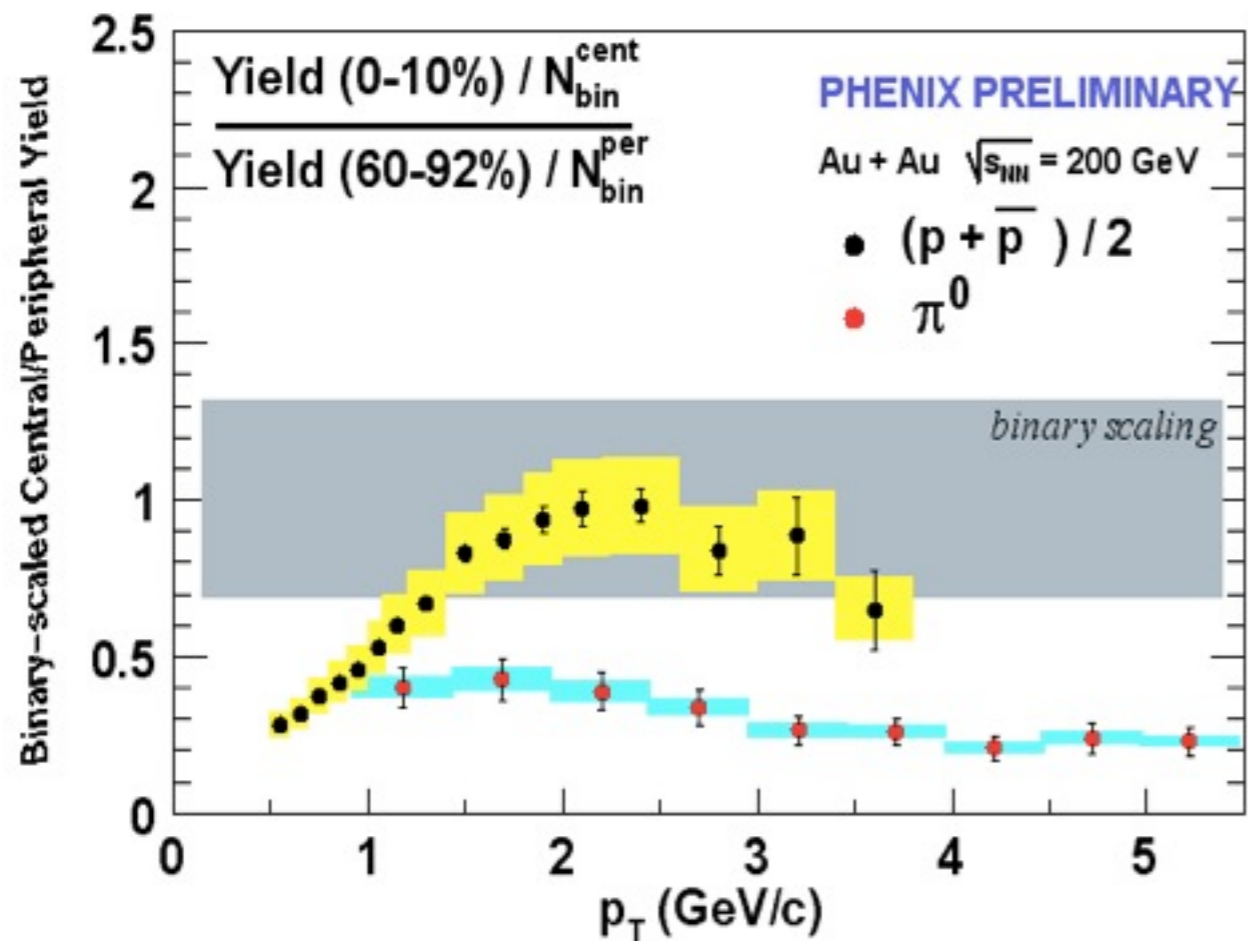 2.5
2
1.5
1
0.5
0
Binary-scaled Central/Peripheral Yield
Yield (0-10%) / N_bin^cent
Yield (60-92%) / N_bin^per
PHENIX PRELIMINARY
Au + Au √s_NN = 200 GeV
(p + p̅ ) / 2
π^0
binary scaling
0 1 2 3 4 5
p_T (GeV/c)